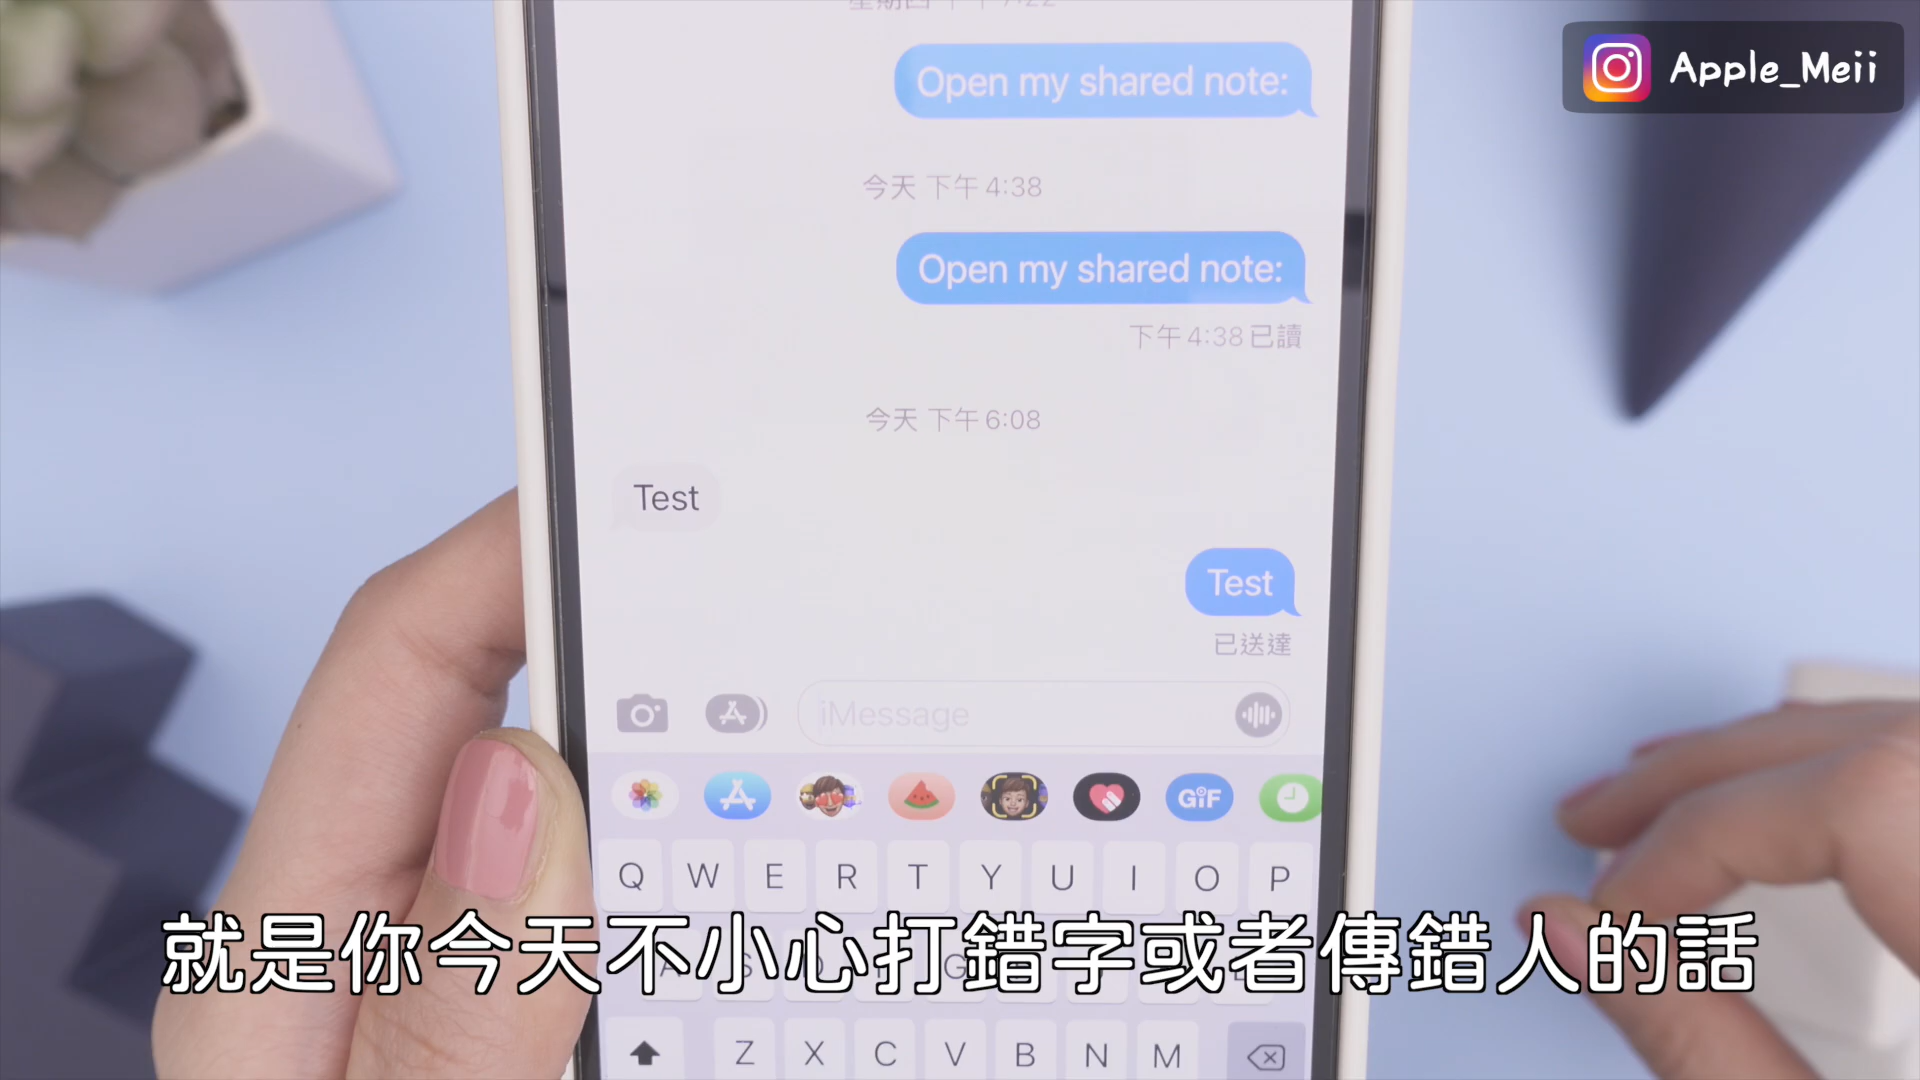 Apple_Meii
Open my shared note:
今天 下午 4:38
Open my shared note:
下午 4:38 已讀
今天 下午 6:08
Test
Test
已送達
iMessage
GIF
Q W E R T Y U I O P
就是你今天不小心打錯字或者傳錯人的話
Z X C V B N M